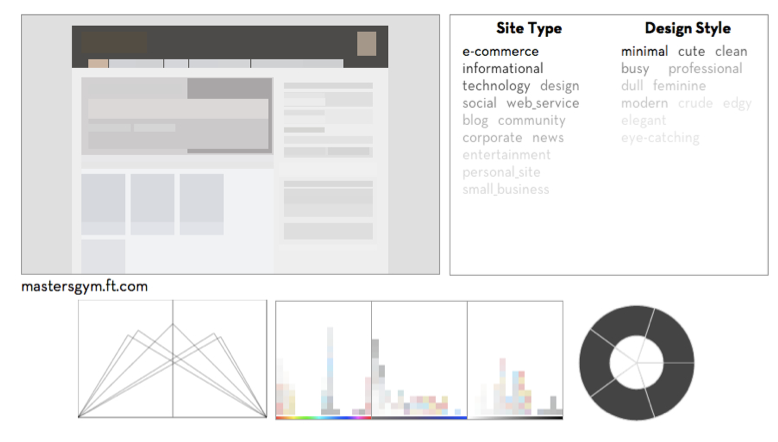 Site Type
e-commerce
informational
technology design
social web_service
blog community
corporate news
entertainment
personal_site
small_business
Design Style
minimal cute clean
busy professional
dull feminine
modern crude edgy
elegant
eye-catching
mastersgym.ft.com